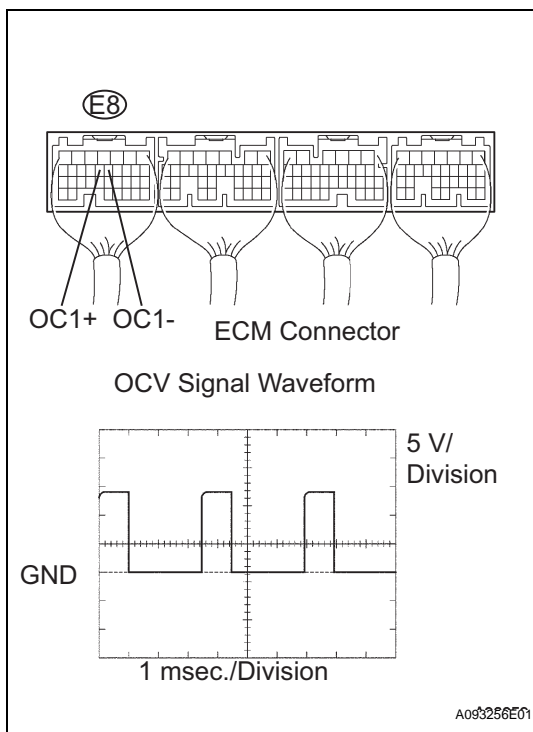 E8
OC1+ OC1-
ECM Connector
OCV Signal Waveform
5 V/
Division
GND
1 msec./Division
A093256E01